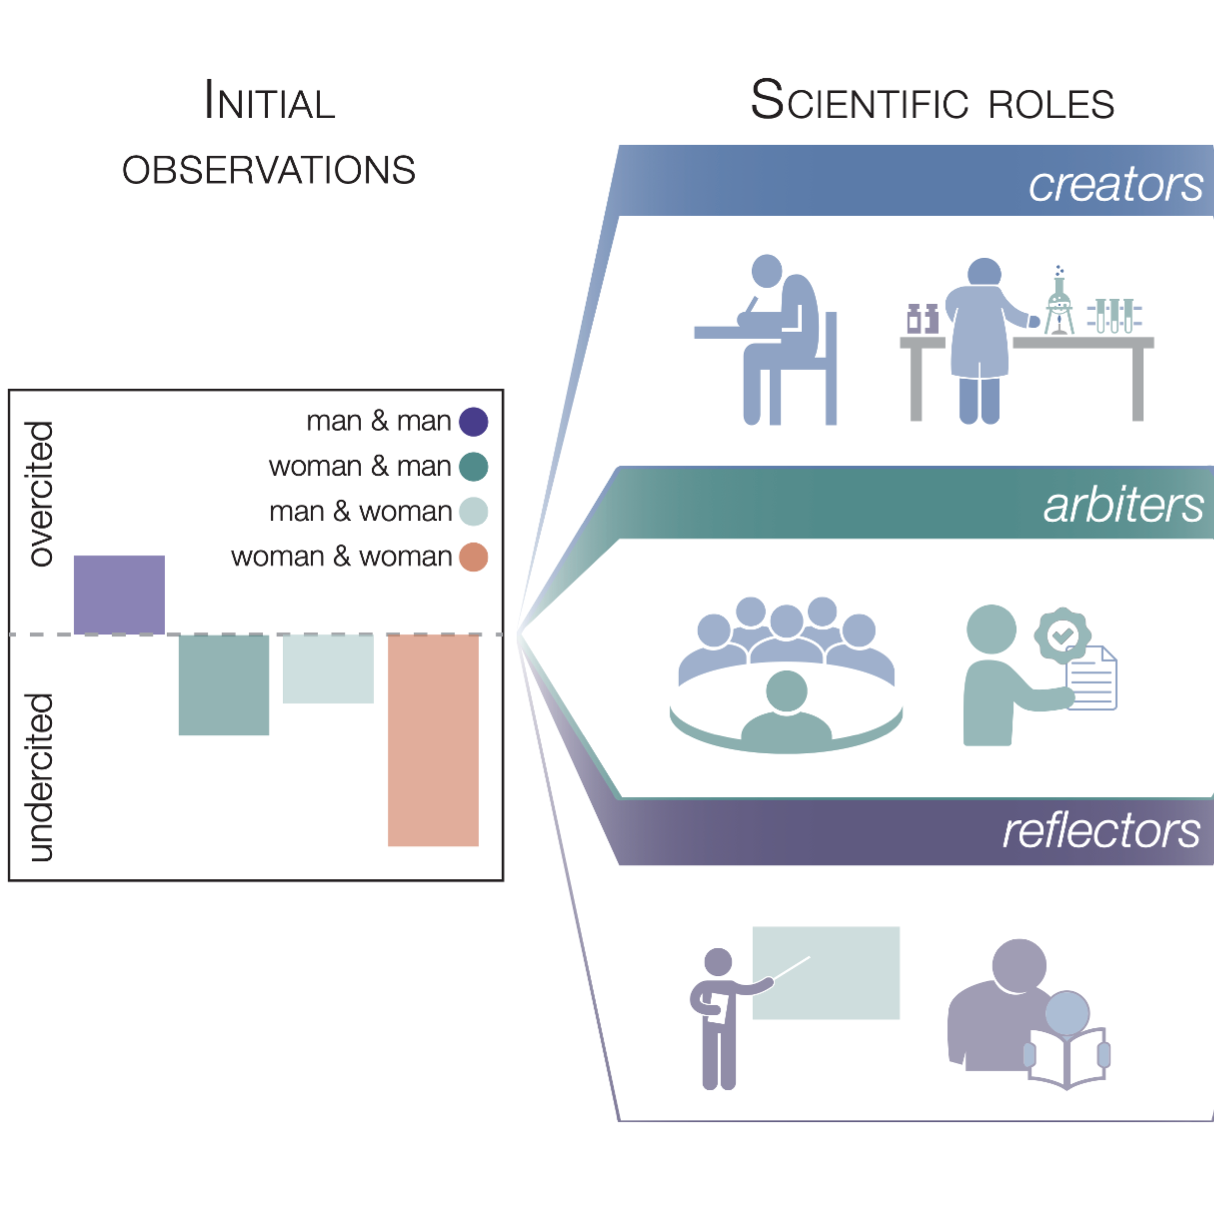 INITIAL
OBSERVATIONS
overcited
undercited
man & man
woman & man
man & woman
woman & woman
SCIENTIFIC ROLES
creators
arbiters
reflectors